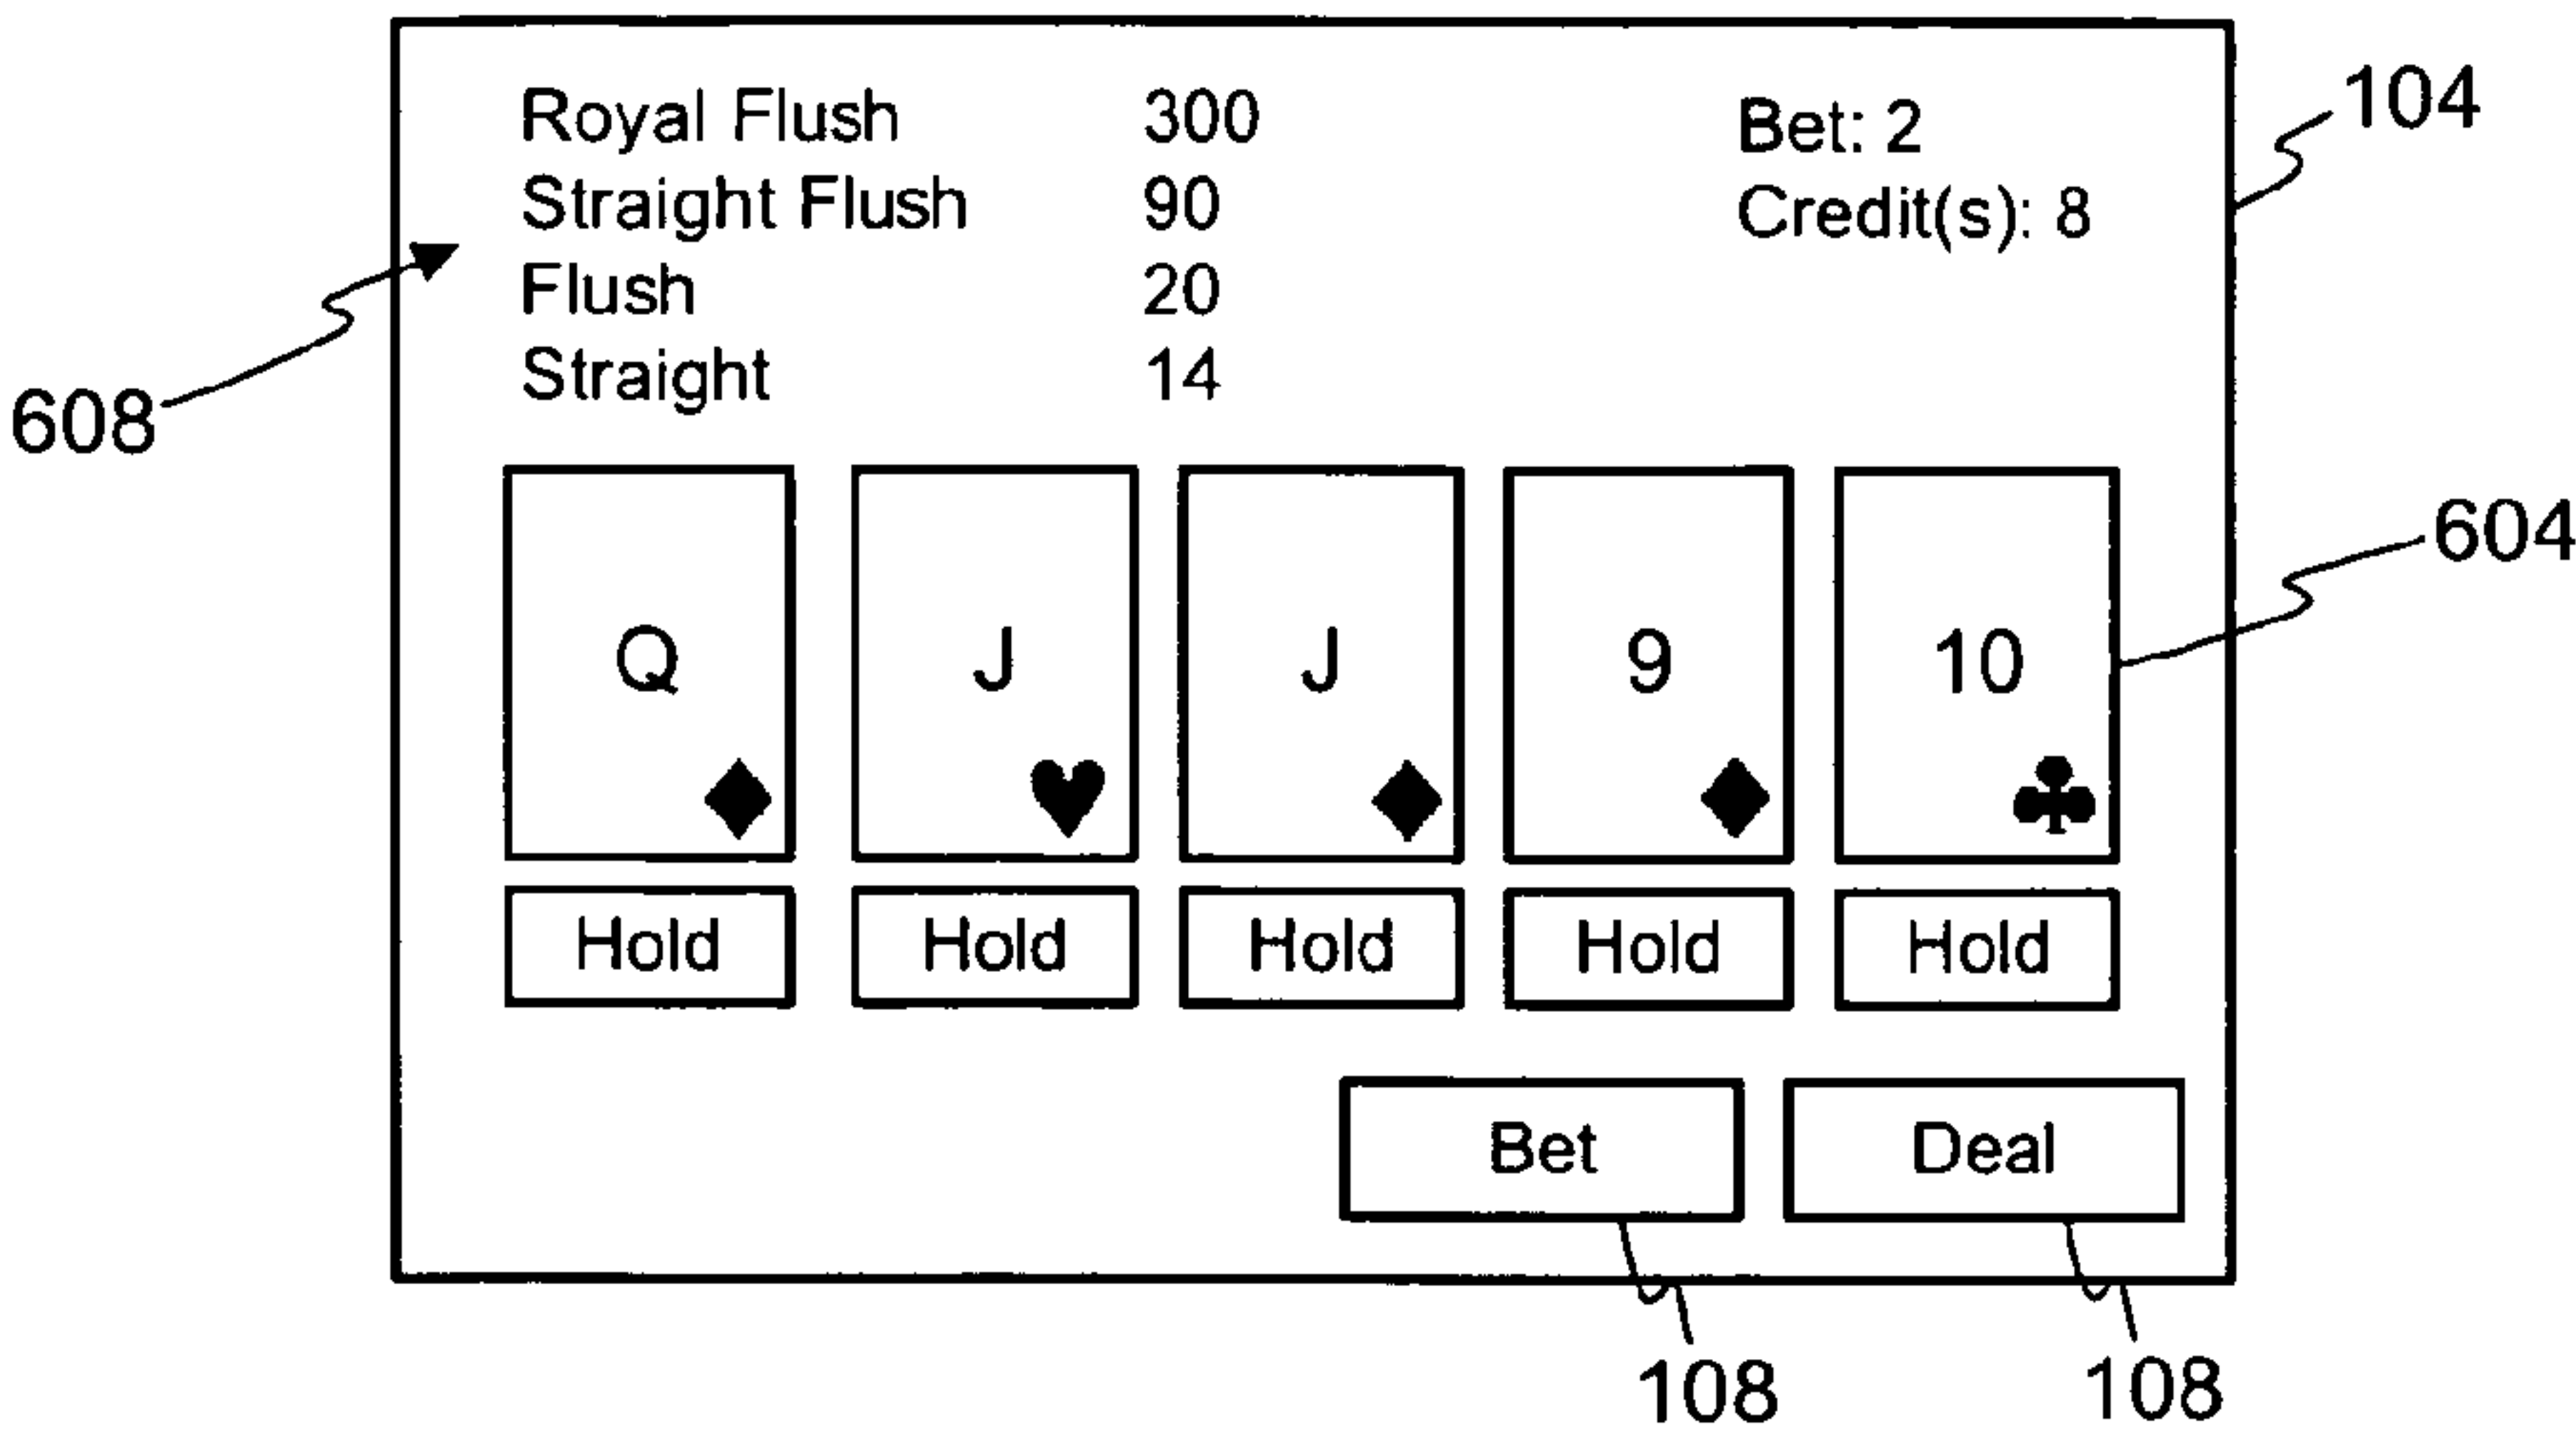 Royal Flush 300
Straight Flush 90
Flush 20
Straight 14
Bet: 2
Credit(s): 8
104
608
604
Q J J 9 10
Hold Hold Hold Hold Hold
Bet Deal
108 108